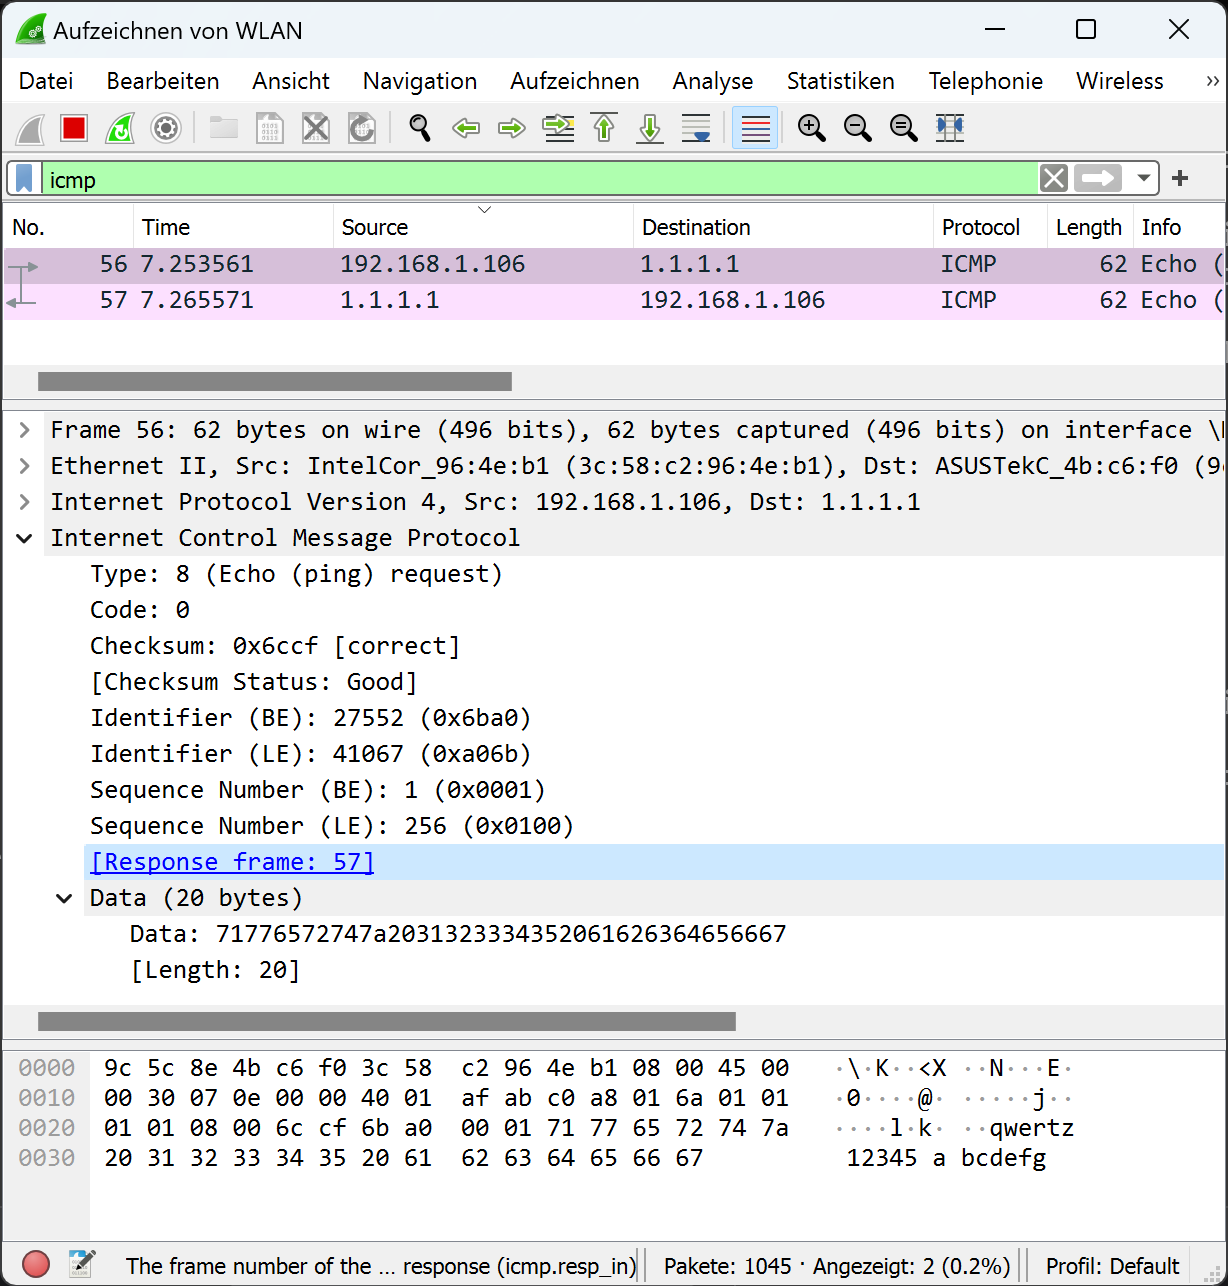 Aufzeichnen von WLAN
Datei Bearbeiten Ansicht Navigation Aufzeichnen Analyse Statistiken Telephonie Wireless »
icmp
No. Time Source Destination Protocol Length Info
56 7.253561 192.168.1.106 1.1.1.1 ICMP 62 Echo (
57 7.265571 1.1.1.1 192.168.1.106 ICMP 62 Echo (
Frame 56: 62 bytes on wire (496 bits), 62 bytes captured (496 bits) on interface \
Ethernet II, Src: IntelCor_96:4e:b1 (3c:58:c2:96:4e:b1), Dst: ASUSTekC_4b:c6:f0 (9c
Internet Protocol Version 4, Src: 192.168.1.106, Dst: 1.1.1.1
Internet Control Message Protocol
Type: 8 (Echo (ping) request)
Code: 0
Checksum: 0x6ccf [correct]
[Checksum Status: Good]
Identifier (BE): 27552 (0x6ba0)
Identifier (LE): 41067 (0xa06b)
Sequence Number (BE): 1 (0x0001)
Sequence Number (LE): 256 (0x0100)
[Response frame: 57]
Data (20 bytes)
Data: 71776572747a2031323334352061626364656667
[Length: 20]
0000 9c 5c 8e 4b c6 f0 3c 58 c2 96 4e b1 08 00 45 00 ·\·K··<X ··N···E·
0010 00 30 07 0e 00 00 40 01 af ab c0 a8 01 6a 01 01 ·0····@· ·····j··
0020 01 01 08 00 6c cf 6b a0 00 01 71 77 65 72 74 7a ····l·k· ··qwertz
0030 20 31 32 33 34 35 20 61 62 63 64 65 66 67 12345 a bcdefg
The frame number of the ... response (icmp.resp_in) Pakete: 1045 · Angezeigt: 2 (0.2%) Profil: Default